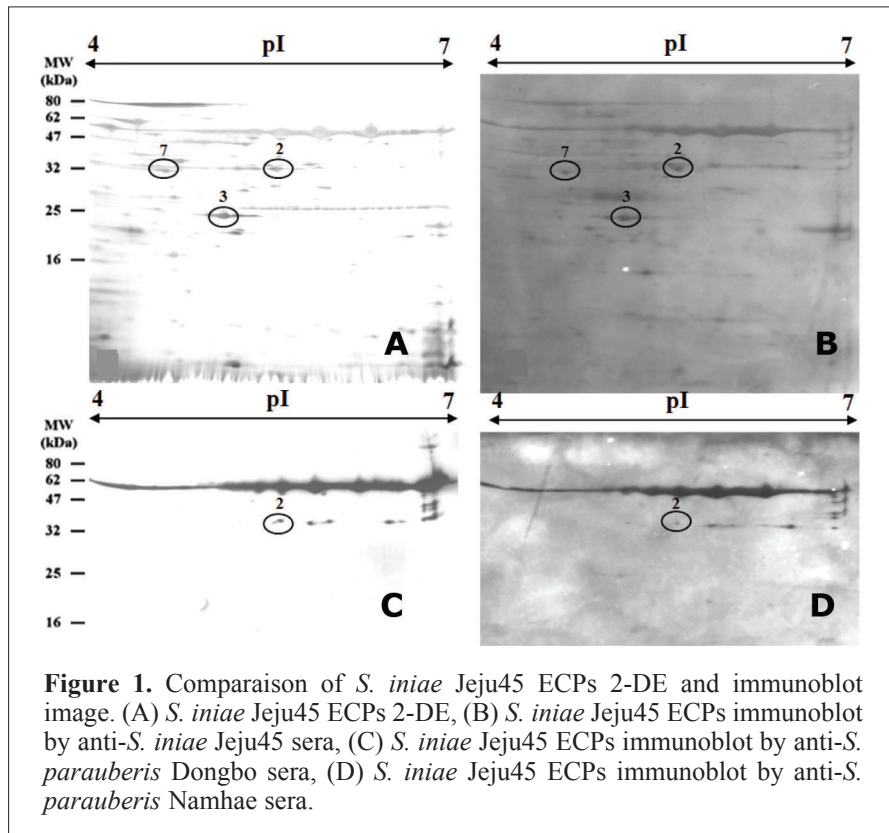 4 pI 7
MW
(kDa)
80
62
47
32
25
16
7
2
3
A
4 pI 7
7
2
3
B
4 pI 7
MW
(kDa)
80
62
47
32
25
16
2
C
4 pI 7
2
D
Figure 1. Comparaison of S. iniae Jeju45 ECPs 2-DE and immunoblot
image. (A) S. iniae Jeju45 ECPs 2-DE, (B) S. iniae Jeju45 ECPs immunoblot
by anti-S. iniae Jeju45 sera, (C) S. iniae Jeju45 ECPs immunoblot by anti-S.
parauberis Dongbo sera, (D) S. iniae Jeju45 ECPs immunoblot by anti-S.
parauberis Namhae sera.